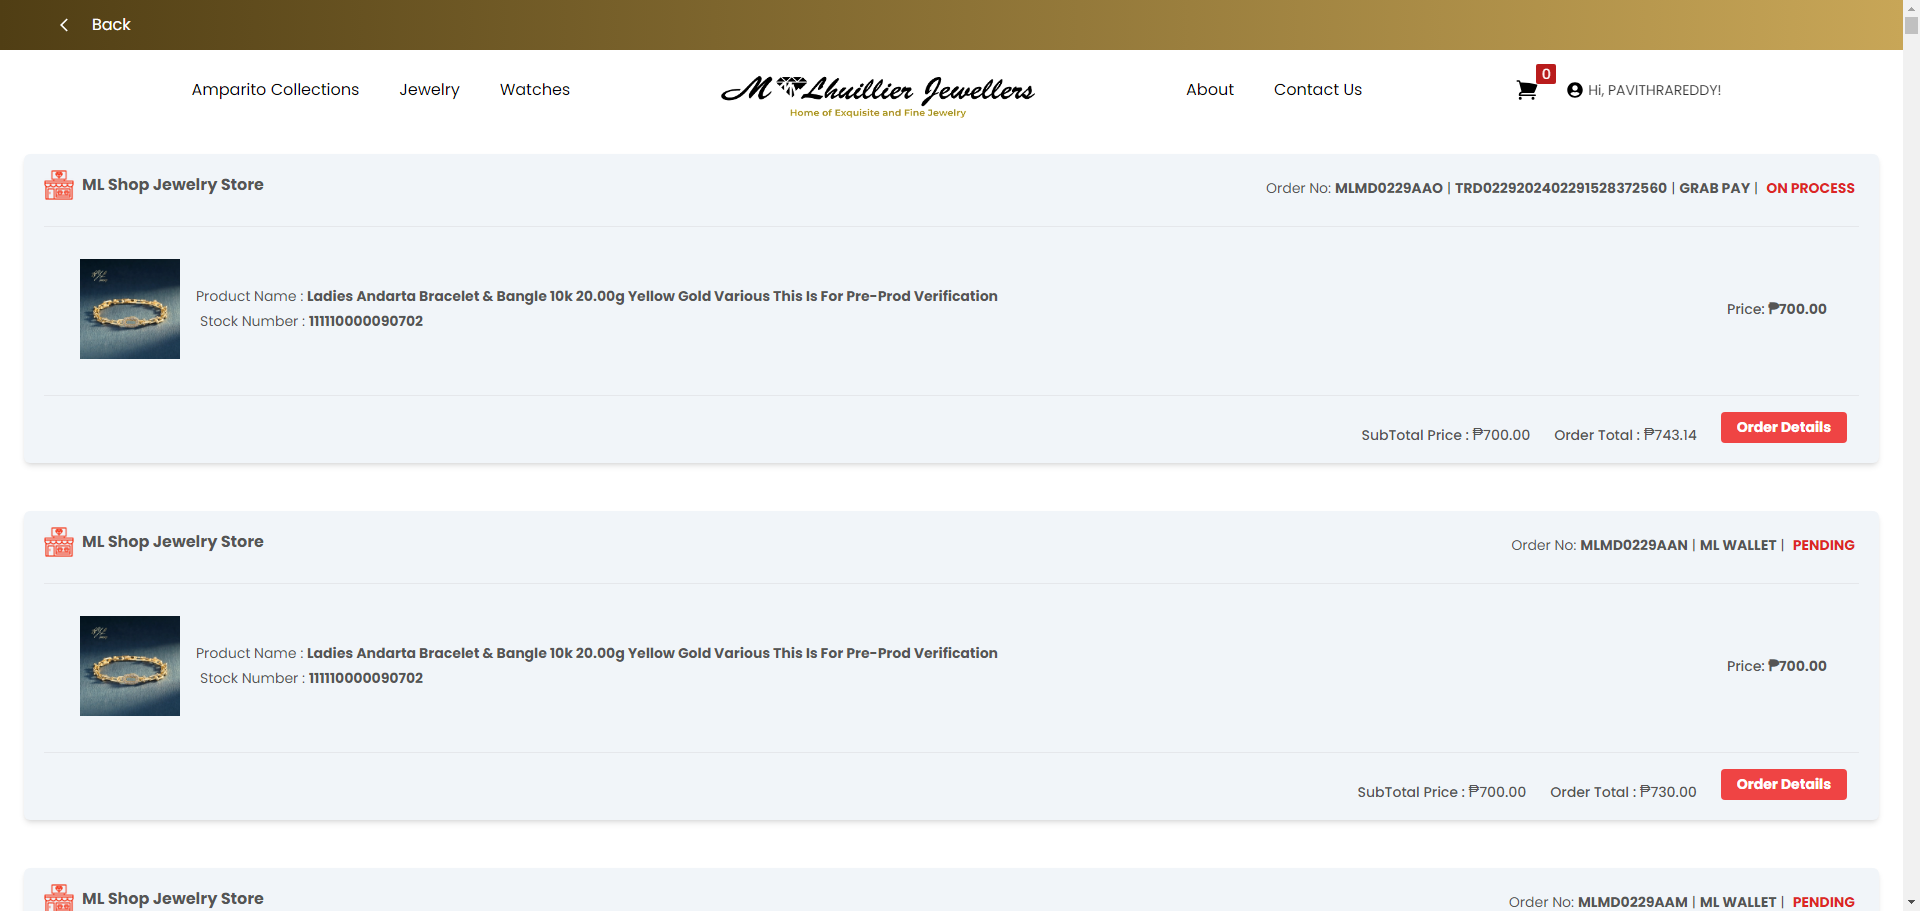 Back
Amparito Collections Jewelry Watches M Lhuillier Jewellers About Contact Us 0 Hi, PAVITHRAREDDY!
Home of Exquisite and Fine Jewelry
ML Shop Jewelry Store Order No: MLMD0229AAO | TRD0229202402291528372560 | GRAB PAY | ON PROCESS
Product Name : Ladies Andarta Bracelet & Bangle 10k 20.00g Yellow Gold Various This Is For Pre-Prod Verification
Stock Number : 111110000090702
Price: ₱700.00
SubTotal Price : ₱700.00 Order Total : ₱743.14 Order Details
ML Shop Jewelry Store Order No: MLMD0229AAN | ML WALLET | PENDING
Product Name : Ladies Andarta Bracelet & Bangle 10k 20.00g Yellow Gold Various This Is For Pre-Prod Verification
Stock Number : 111110000090702
Price: ₱700.00
SubTotal Price : ₱700.00 Order Total : ₱730.00 Order Details
ML Shop Jewelry Store Order No: MLMD0229AAM | ML WALLET | PENDING